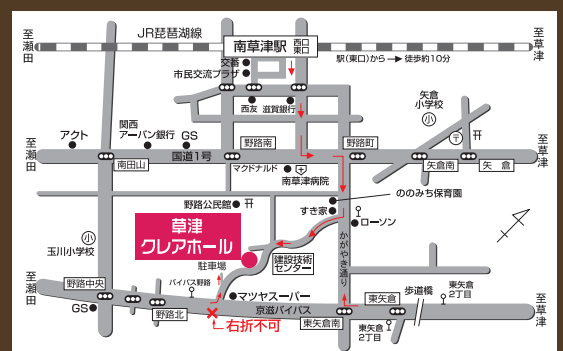 至瀬田
JR琵琶湖線
南草津駅
西口
東口
至草津
駅(東口)から→徒歩約10分
交番
市民交流プラザ
西友
滋賀銀行
矢倉
小学校
小
〒
アクト
関西
アーバン銀行
GS
野路南
野路町
至瀬田
南田山
国道1号
マクドナルド
南草津病院
矢倉南
矢倉
至草津
野路公民館
ののみち保育園
すき家
ローソン
草津
クレアホール
小
玉川小学校
駐車場
建設技術
センター
かがやき通り
至瀬田
野路中央
バイパス野路
マツヤスーパー
歩道橋
東矢倉
2丁目
東矢倉
至草津
GS
野路北
京滋バイパス
東矢倉南
東矢倉
2丁目
右折不可